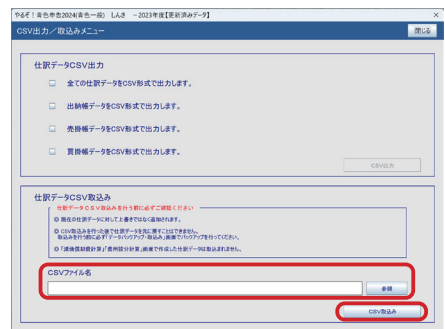 やるぞ！青色申告2024(青色一般) しんき －2023年度【更新済みデータ】
×
CSV出力／取込みメニュー
閉じる
仕訳データCSV出力
全ての仕訳データをCSV形式で出力します。
出納帳データをCSV形式で出力します。
売掛帳データをCSV形式で出力します。
買掛帳データをCSV形式で出力します。
CSV出力
仕訳データCSV取込み
仕訳データCSV取込みを行う前に必ずご確認ください
◎ 現在の仕訳データに対して上書きではなく追加されます。
◎ CSV取込みを行った後で仕訳データを元に戻すことはできません。
取込みを行う前に必ず「データバックアップ・取込み」画面でバックアップを行ってください。
◎「減価償却費計算」「費用按分計算」画面で作成した仕訳データは取込まれません。
CSVファイル名
参照
CSV取込み